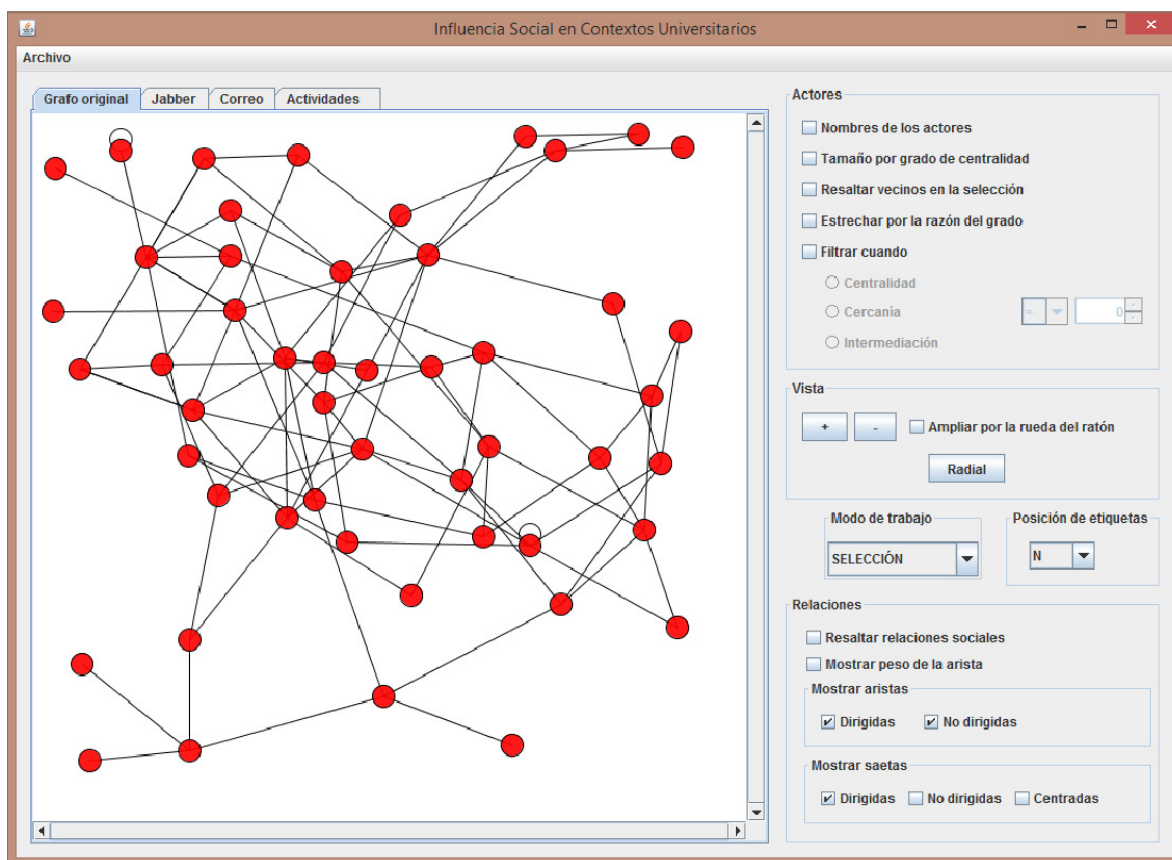 Influencia Social en Contextos Universitarios
Archivo
Grafo original Jabber Correo Actividades
Actores
Nombres de los actores
Tamaño por grado de centralidad
Resaltar vecinos en la selección
Estrechar por la razón del grado
Filtrar cuando
Centralidad
Cercanía = 0
Intermediación
Vista
+ - Ampliar por la rueda del ratón
Radial
Modo de trabajo Posición de etiquetas
SELECCIÓN N
Relaciones
Resaltar relaciones sociales
Mostrar peso de la arista
Mostrar aristas
Dirigidas No dirigidas
Mostrar saetas
Dirigidas No dirigidas Centradas